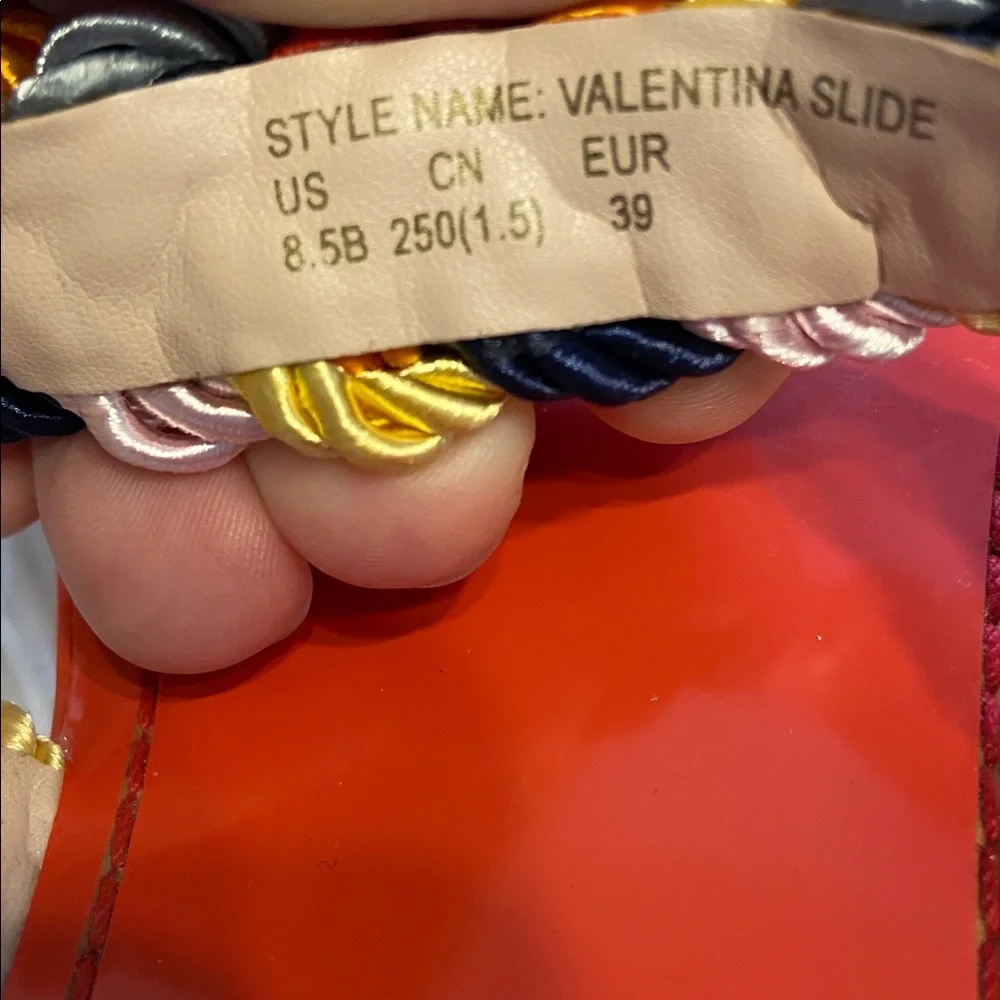 STYLE NAME: VALENTINA SLIDE
US CN EUR
8.5B 250(1.5) 39